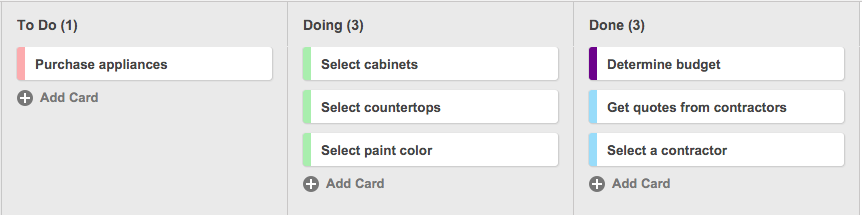 To Do (1)
Purchase appliances
Add Card
Doing (3)
Select cabinets
Select countertops
Select paint color
Add Card
Done (3)
Determine budget
Get quotes from contractors
Select a contractor
Add Card